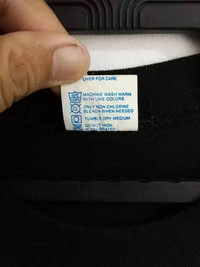 OVER FOR CARE
MACHINE WASH WARM
WITH LIKE COLORS
ONLY NON-CHLORINE
BLEACH WHEN NEEDED
TUMBLE DRY MEDIUM
DO NOT IRON